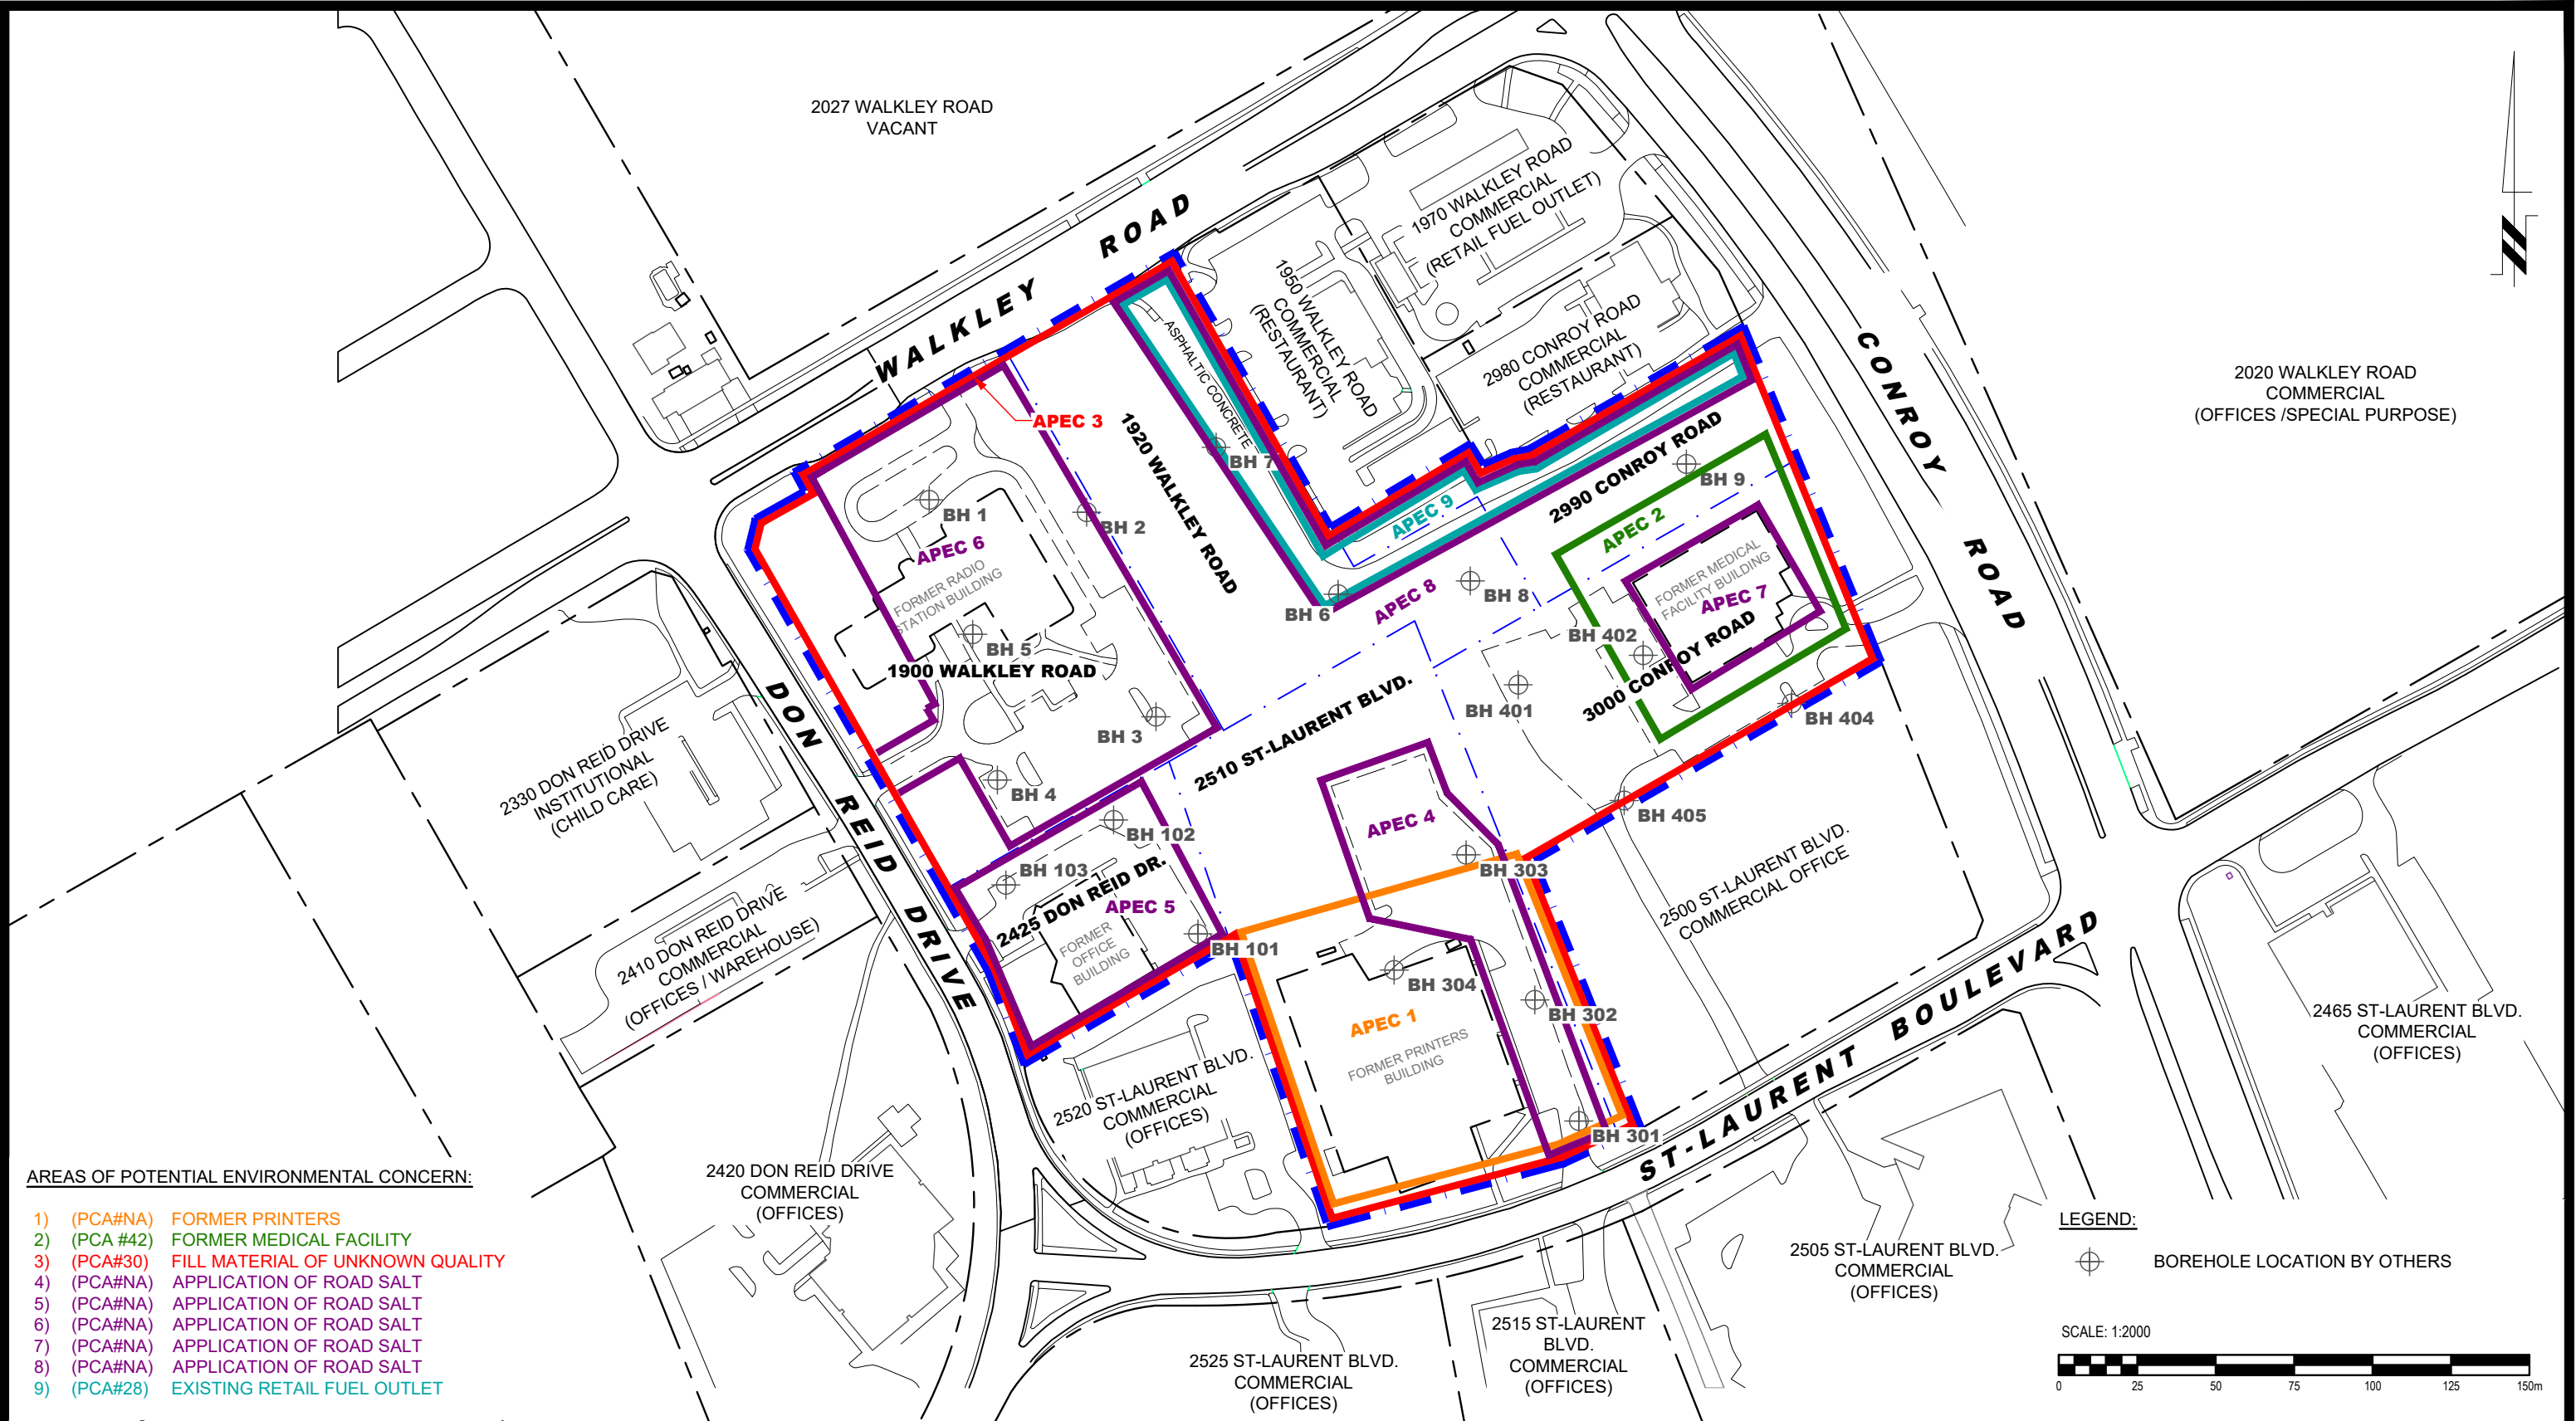 2027 WALKLEY ROAD
VACANT
WALKLEY ROAD
1970 WALKLEY ROAD
COMMERCIAL
(RETAIL FUEL OUTLET)
1950 WALKLEY ROAD
COMMERCIAL
(RESTAURANT)
2980 CONROY ROAD
COMMERCIAL
(RESTAURANT)
CONROY ROAD
2020 WALKLEY ROAD
COMMERCIAL
(OFFICES /SPECIAL PURPOSE)
APEC 3
ASPHALTIC CONCRETE
1920 WALKLEY ROAD
BH 7
2990 CONROY ROAD
APEC 9
BH 9
APEC 2
BH 1
BH 2
APEC 6
FORMER RADIO
STATION BUILDING
BH 5
1900 WALKLEY ROAD
BH 6
APEC 8
BH 8
FORMER MEDICAL
FACILITY BUILDING
APEC 7
BH 402
3000 CONROY ROAD
BH 401
BH 404
BH 3
2510 ST-LAURENT BLVD.
BH 4
DON REID DRIVE
2330 DON REID DRIVE
INSTITUTIONAL
(CHILD CARE)
BH 102
APEC 4
BH 405
BH 103
2425 DON REID DR.
APEC 5
BH 303
FORMER
OFFICE
BUILDING
BH 101
2500 ST-LAURENT BLVD.
COMMERCIAL OFFICE
2410 DON REID DRIVE
COMMERCIAL
(OFFICES / WAREHOUSE)
BH 304
APEC 1
BH 302
FORMER PRINTERS
BUILDING
2465 ST-LAURENT BLVD.
COMMERCIAL
(OFFICES)
2520 ST-LAURENT BLVD.
COMMERCIAL
(OFFICES)
BH 301
ST-LAURENT BOULEVARD
2420 DON REID DRIVE
COMMERCIAL
(OFFICES)
2505 ST-LAURENT BLVD.
COMMERCIAL
(OFFICES)
2515 ST-LAURENT
BLVD.
COMMERCIAL
(OFFICES)
2525 ST-LAURENT BLVD.
COMMERCIAL
(OFFICES)
AREAS OF POTENTIAL ENVIRONMENTAL CONCERN:
1) (PCA#NA) FORMER PRINTERS
2) (PCA #42) FORMER MEDICAL FACILITY
3) (PCA#30) FILL MATERIAL OF UNKNOWN QUALITY
4) (PCA#NA) APPLICATION OF ROAD SALT
5) (PCA#NA) APPLICATION OF ROAD SALT
6) (PCA#NA) APPLICATION OF ROAD SALT
7) (PCA#NA) APPLICATION OF ROAD SALT
8) (PCA#NA) APPLICATION OF ROAD SALT
9) (PCA#28) EXISTING RETAIL FUEL OUTLET
LEGEND:
BOREHOLE LOCATION BY OTHERS
SCALE: 1:2000
0 25 50 75 100 125 150m